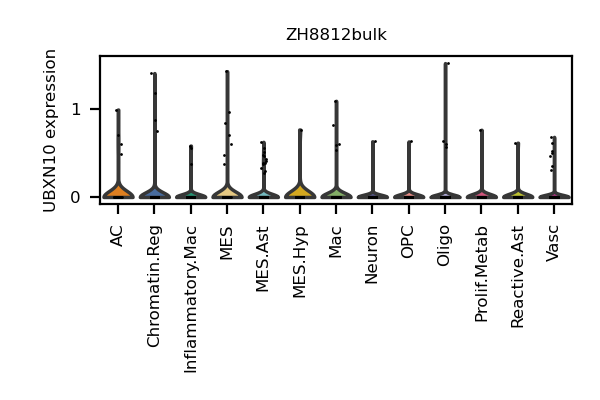 ZH8812bulk
UBXN10 expression
1
0
AC
Chromatin.Reg
Inflammatory.Mac
MES
MES.Ast
MES.Hyp
Mac
Neuron
OPC
Oligo
Prolif.Metab
Reactive.Ast
Vasc